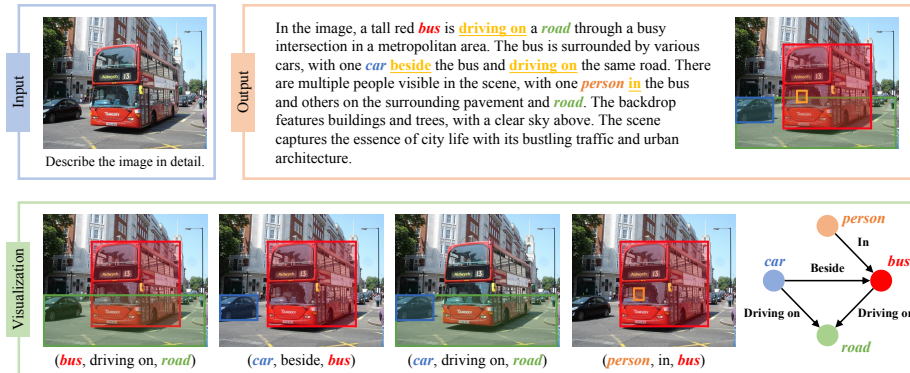 Input
Describe the image in detail.
Output
In the image, a tall red bus is driving on a road through a busy
intersection in a metropolitan area. The bus is surrounded by various
cars, with one car beside the bus and driving on the same road. There
are multiple people visible in the scene, with one person in the bus
and others on the surrounding pavement and road. The backdrop
features buildings and trees, with a clear sky above. The scene
captures the essence of city life with its bustling traffic and urban
architecture.
Aldwych 13
Visualization
(bus, driving on, road)
(car, beside, bus)
(car, driving on, road)
(person, in, bus)
person
In
car
Beside
bus
Driving on
Driving on
road